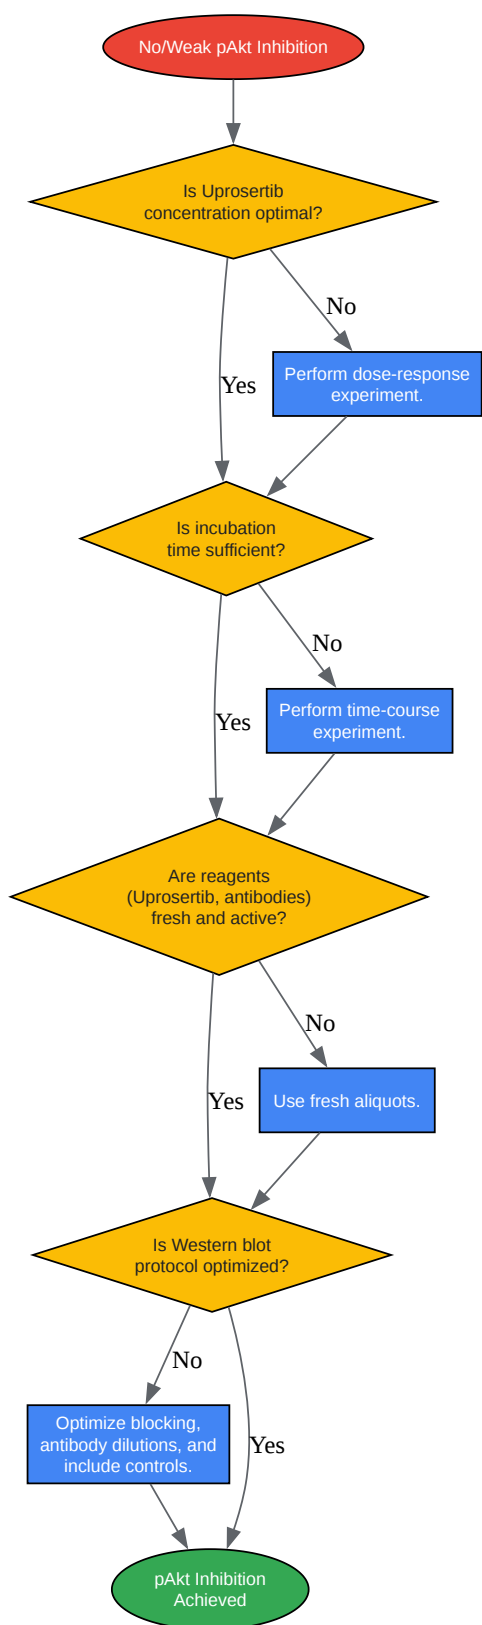 No/Weak pAkt Inhibition
Is Uprosertib
concentration optimal?
No
Perform dose-response
experiment.
Yes
Is incubation
time sufficient?
No
Perform time-course
experiment.
Yes
Are reagents
(Uprosertib, antibodies)
fresh and active?
No
Use fresh aliquots.
Yes
Is Western blot
protocol optimized?
No
Optimize blocking,
antibody dilutions, and
include controls.
Yes
pAkt Inhibition
Achieved